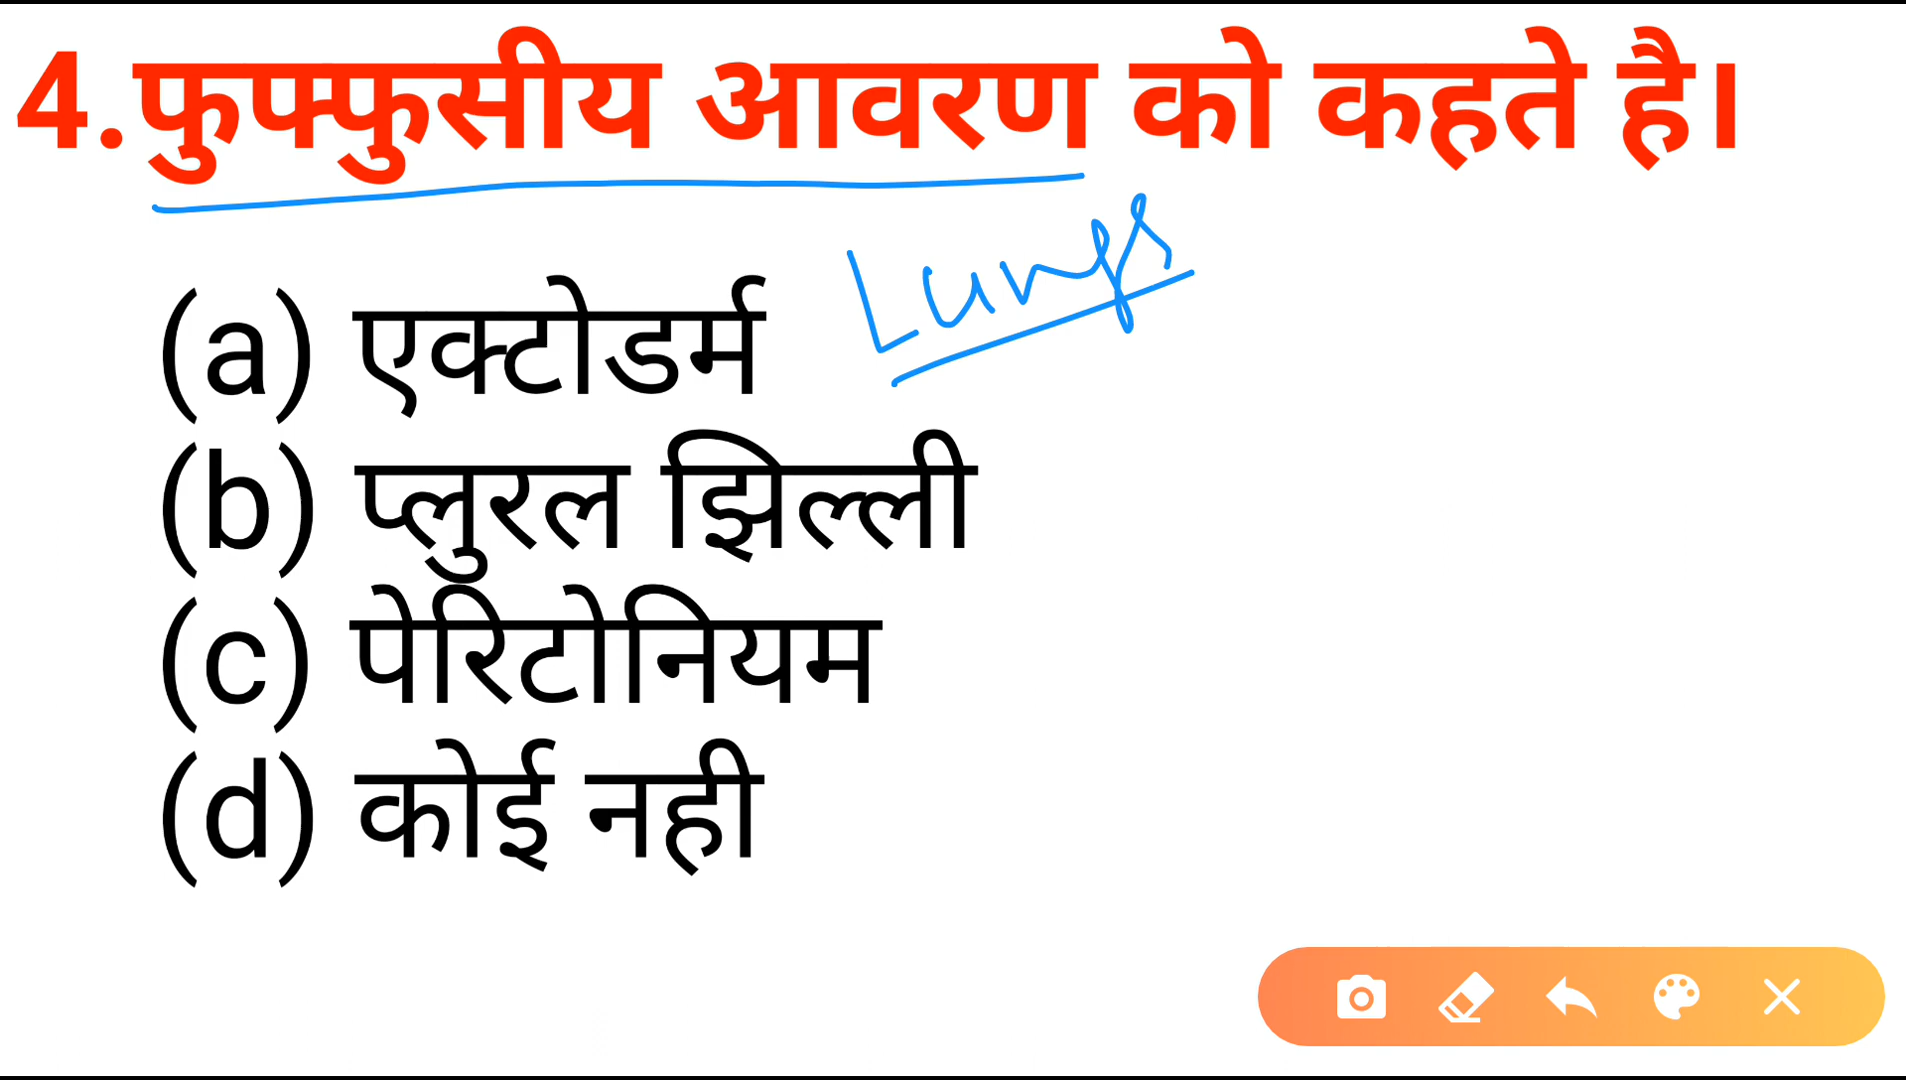 4.फुफ्फुसीय आवरण को कहते है।
Lungs
(a) एक्टोडर्म
(b) प्लुरल झिल्ली
(c) पेरिटोनियम
(d) कोई नही